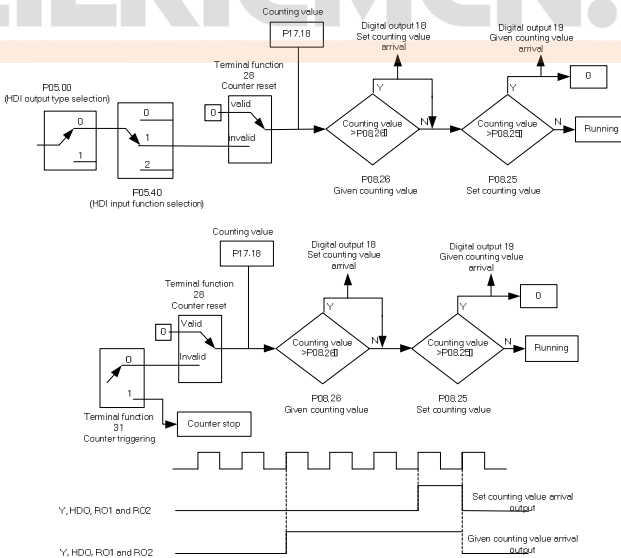 Counting value
P17.18
Digital output 18
Set counting value
arrival
Digital output 19
Given counting value
arrival
Terminal function
28
Counter reset
P05.00
(HDI output type selection)
0
1
0
1
2
P05.40
(HDI input function selection)
0
valid
invalid
Y
Counting value
>P08.26
N
P08.26
Given counting value
Y
0
Counting value
>P08.25
N
Running
P08.25
Set counting value
Counting value
P17.18
Digital output 18
Set counting value
arrival
Digital output 19
Given counting value
arrival
Terminal function
28
Counter reset
0
Valid
Invalid
0
1
Terminal function
31
Counter triggering
Counter stop
Y
Counting value
>P08.26
N
P08.26
Given counting value
Y
0
Counting value
>P08.25
N
Running
P08.25
Set counting value
Y, HDO, RO1 and RO2
Set counting value arrival
output
Y, HDO, RO1 and RO2
Given counting value arrival
output